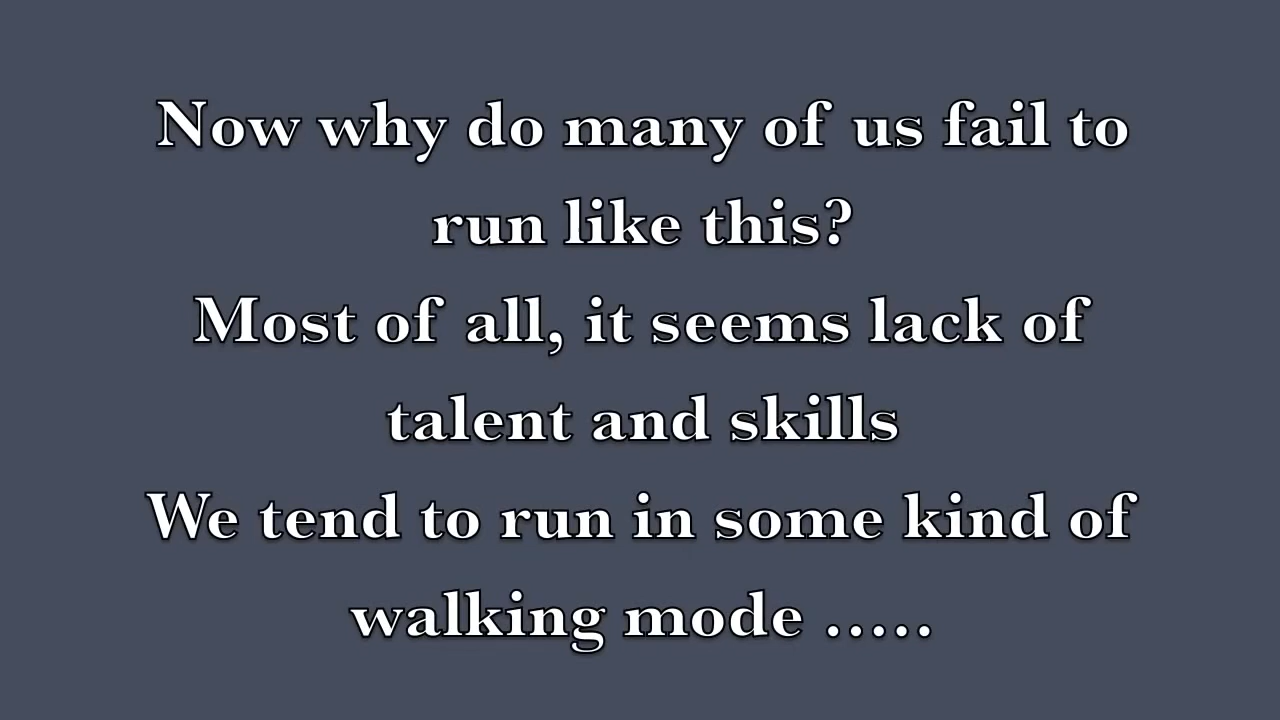 Now why do many of us fail to
run like this?
Most of all, it seems lack of
talent and skills
We tend to run in some kind of
walking mode .....